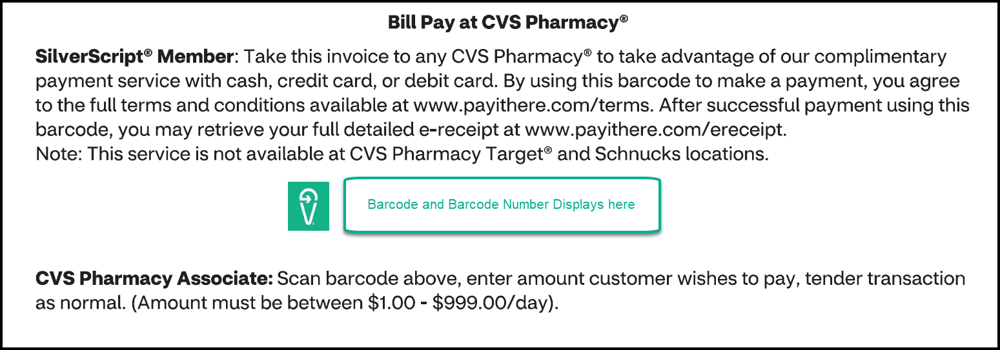 Bill Pay at CVS Pharmacy®
SilverScript® Member: Take this invoice to any CVS Pharmacy® to take advantage of our complimentary
payment service with cash, credit card, or debit card. By using this barcode to make a payment, you agree
to the full terms and conditions available at www.payithere.com/terms. After successful payment using this
barcode, you may retrieve your full detailed e-receipt at www.payithere.com/ereceipt.
Note: This service is not available at CVS Pharmacy Target® and Schnucks locations.
Barcode and Barcode Number Displays here
CVS Pharmacy Associate: Scan barcode above, enter amount customer wishes to pay, tender transaction
as normal. (Amount must be between $1.00 - $999.00/day).